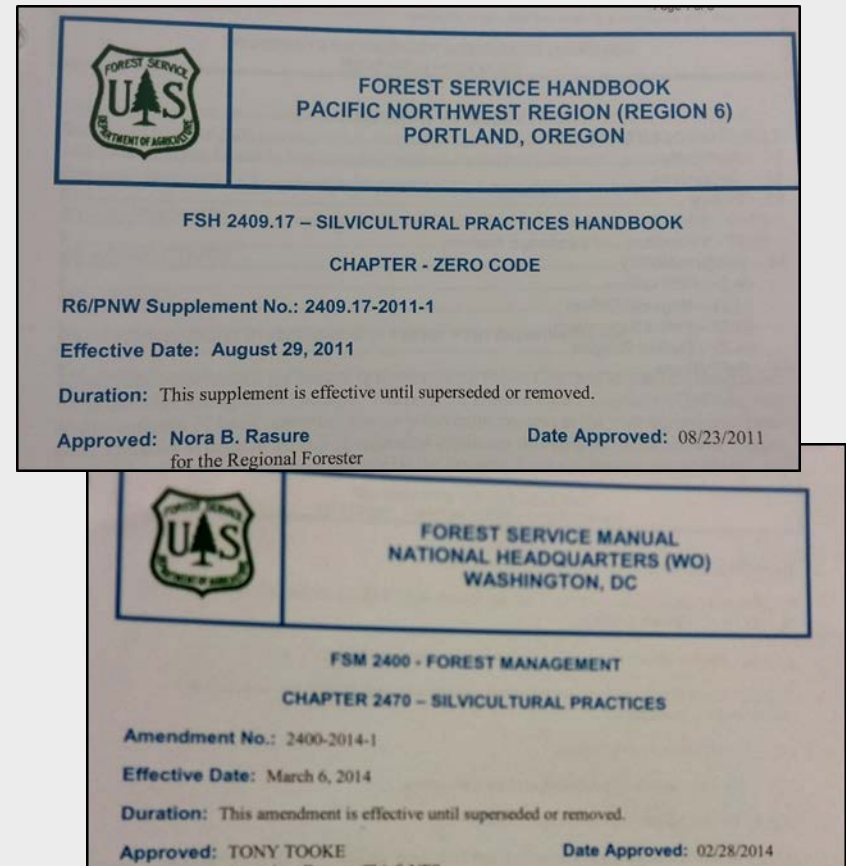 FOREST SERVICE
UAS
DEPARTMENT OF AGRICULTURE
FOREST SERVICE HANDBOOK
PACIFIC NORTHWEST REGION (REGION 6)
PORTLAND, OREGON
FSH 2409.17 – SILVICULTURAL PRACTICES HANDBOOK
CHAPTER - ZERO CODE
R6/PNW Supplement No.: 2409.17-2011-1
Effective Date: August 29, 2011
Duration: This supplement is effective until superseded or removed.
Approved: Nora B. Rasure Date Approved: 08/23/2011
for the Regional Forester
FOREST SERVICE
UAS
DEPARTMENT OF AGRICULTURE
FOREST SERVICE MANUAL
NATIONAL HEADQUARTERS (WO)
WASHINGTON, DC
FSM 2400 - FOREST MANAGEMENT
CHAPTER 2470 – SILVICULTURAL PRACTICES
Amendment No.: 2400-2014-1
Effective Date: March 6, 2014
Duration: This amendment is effective until superseded or removed.
Approved: TONY TOOKE Date Approved: 02/28/2014